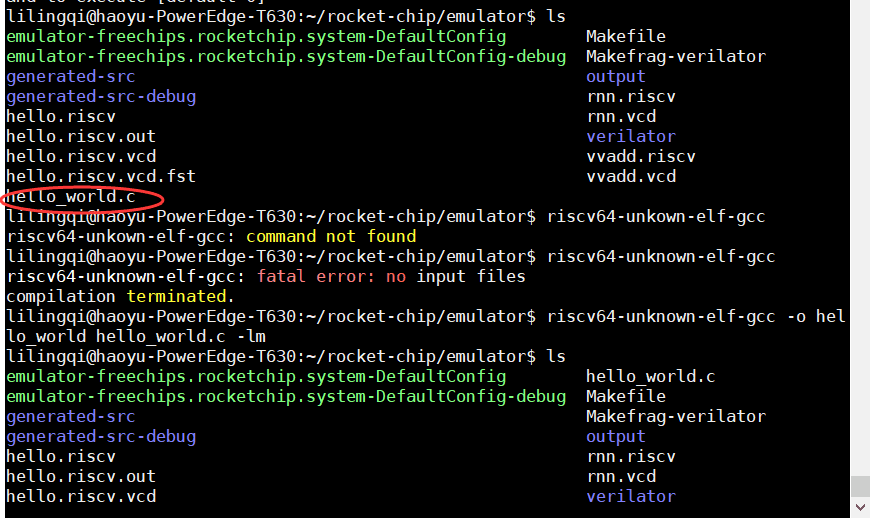 lilingqi@haoyu-PowerEdge-T630:~/rocket-chip/emulator$ ls
emulator-freechips.rocketchip.system-DefaultConfig Makefile
emulator-freechips.rocketchip.system-DefaultConfig-debug Makefrag-verilator
generated-src output
generated-src-debug rnn.riscv
hello.riscv rnn.vcd
hello.riscv.out verilator
hello.riscv.vcd vvadd.riscv
hello.riscv.vcd.fst vvadd.vcd
hello_world.c
lilingqi@haoyu-PowerEdge-T630:~/rocket-chip/emulator$ riscv64-unkown-elf-gcc
riscv64-unkown-elf-gcc: command not found
lilingqi@haoyu-PowerEdge-T630:~/rocket-chip/emulator$ riscv64-unknown-elf-gcc
riscv64-unknown-elf-gcc: fatal error: no input files
compilation terminated.
lilingqi@haoyu-PowerEdge-T630:~/rocket-chip/emulator$ riscv64-unknown-elf-gcc -o hel
lo_world hello_world.c -lm
lilingqi@haoyu-PowerEdge-T630:~/rocket-chip/emulator$ ls
emulator-freechips.rocketchip.system-DefaultConfig hello_world.c
emulator-freechips.rocketchip.system-DefaultConfig-debug Makefile
generated-src Makefrag-verilator
generated-src-debug output
hello.riscv rnn.riscv
hello.riscv.out rnn.vcd
hello.riscv.vcd verilator